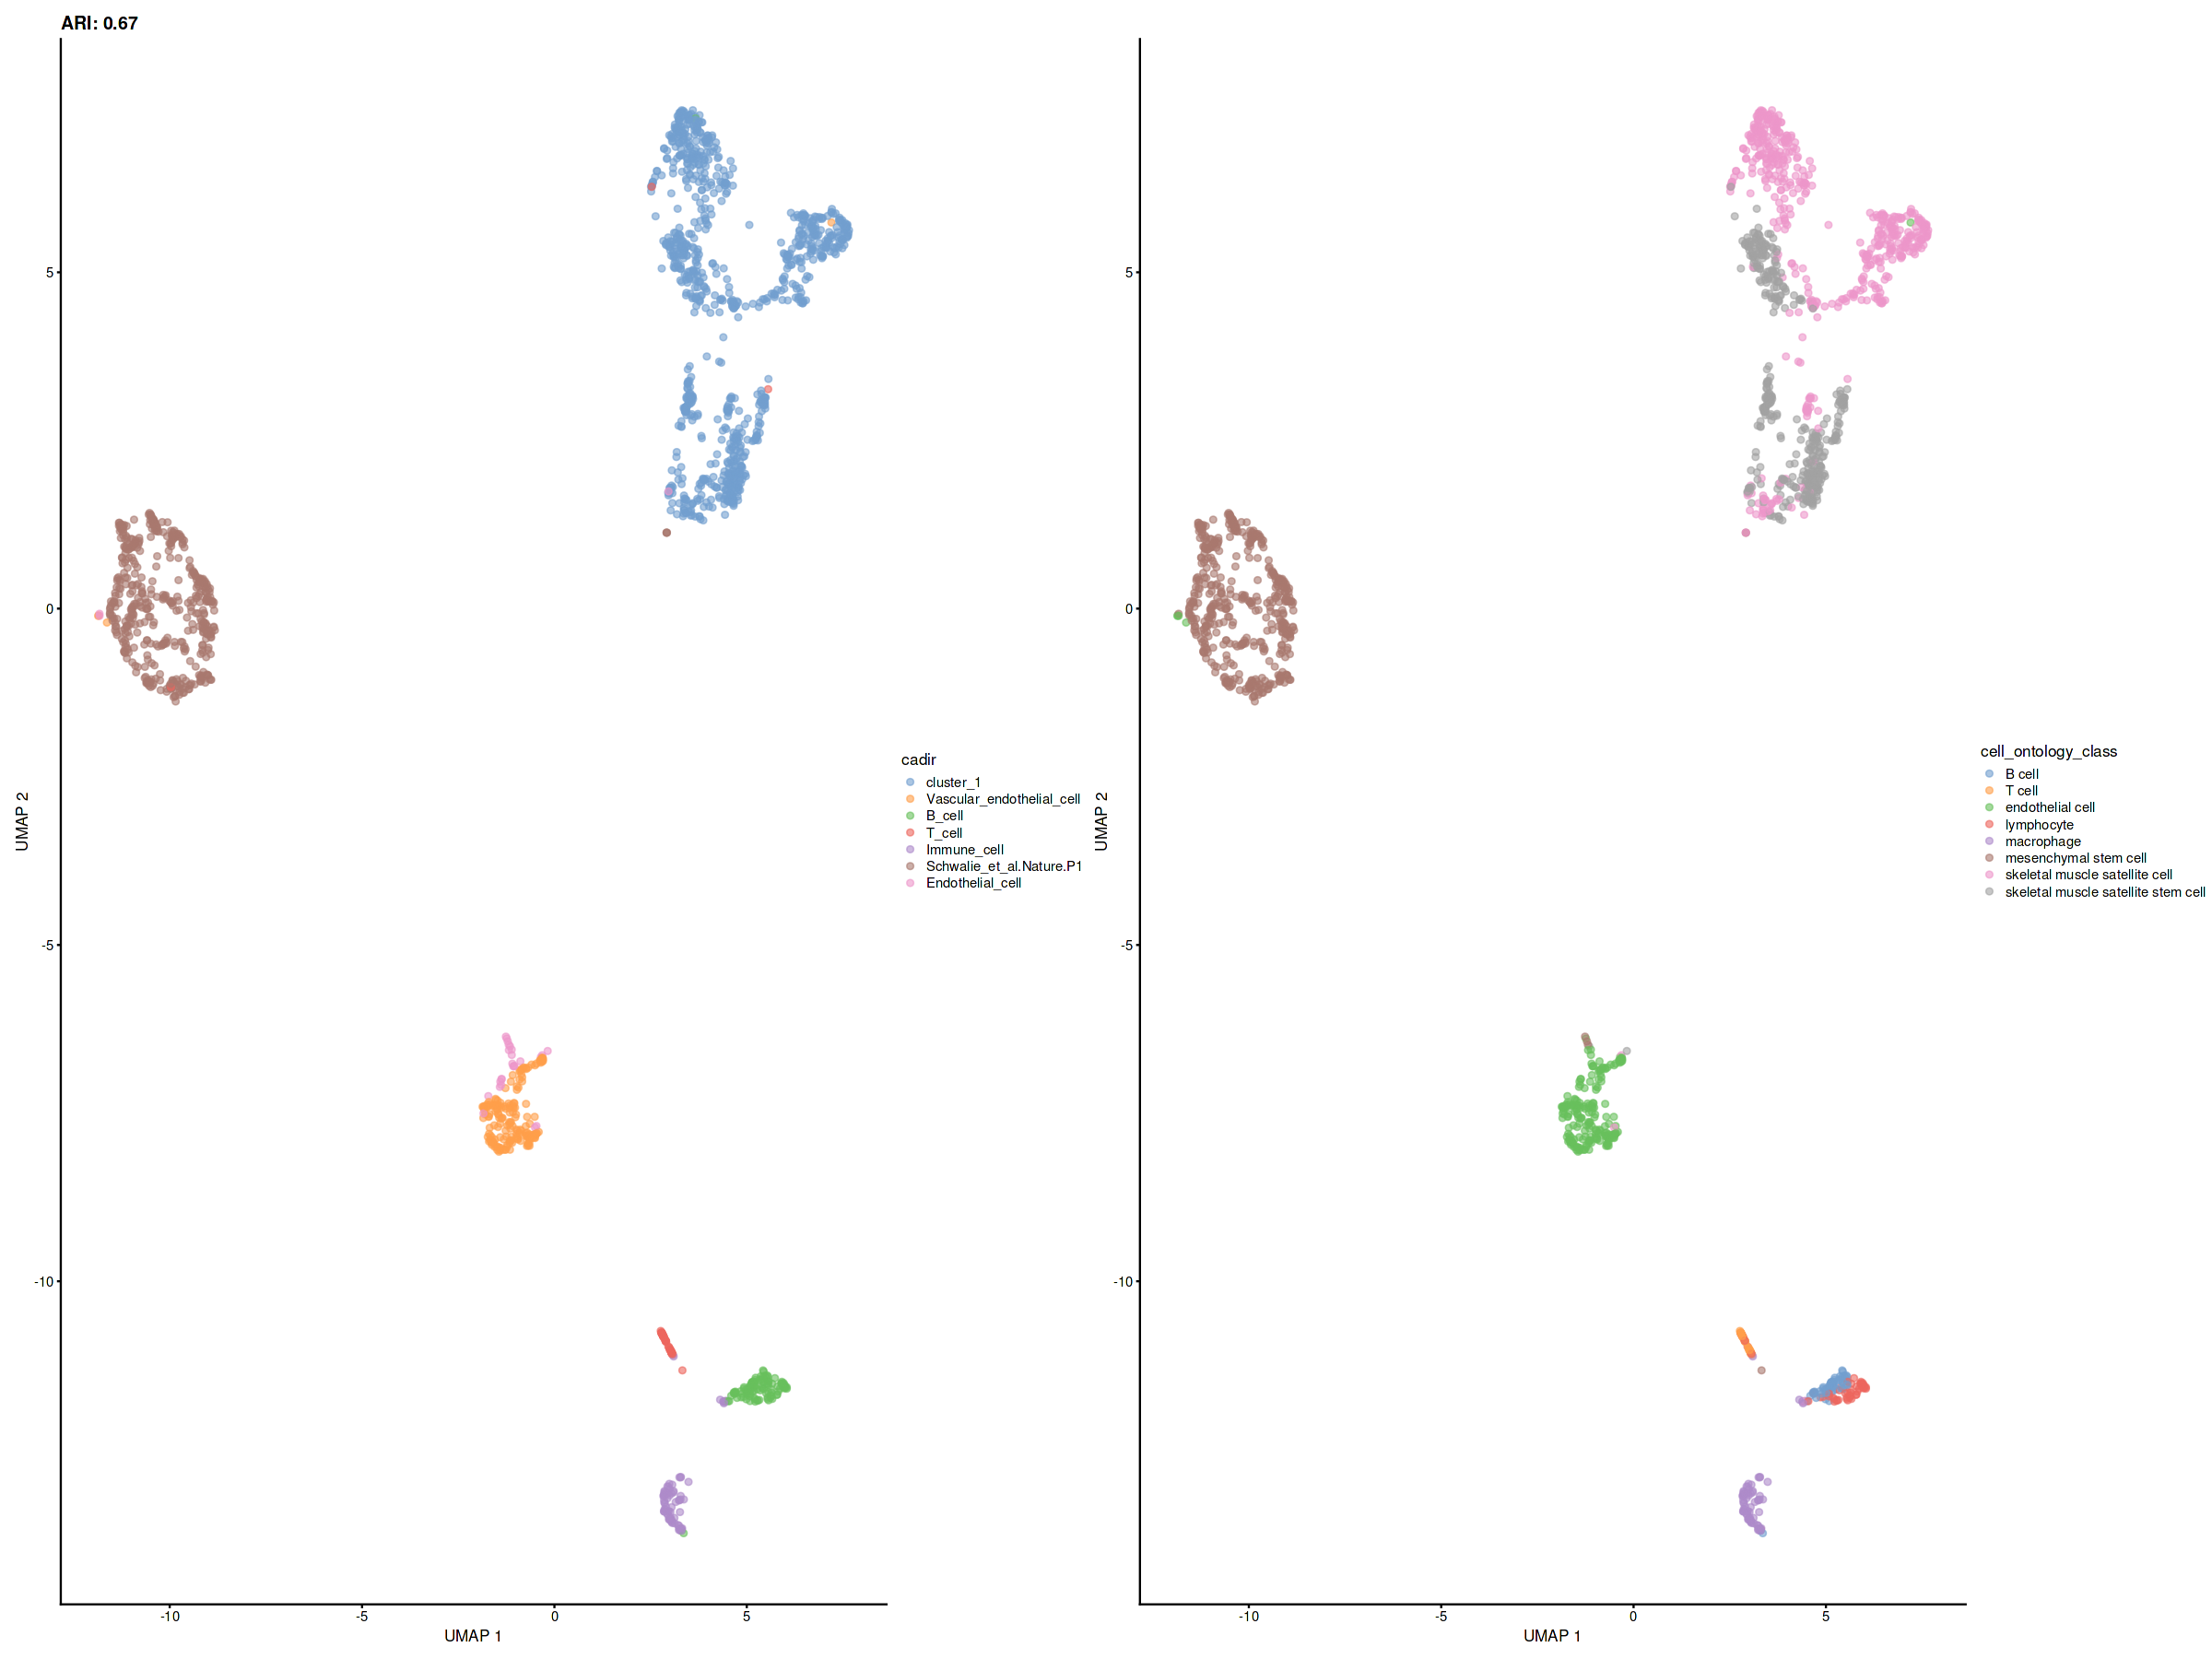 ARI: 0.67
5
0
-5
-10
UMAP 2
-10
-5
0
5
UMAP 1
cadir
cluster_1
Vascular_endothelial_cell
B_cell
T_cell
Immune_cell
Schwalie_et_al.Nature.P1
Endothelial_cell
5
0
-5
-10
UMAP 2
-10
-5
0
5
UMAP 1
cell_ontology_class
B cell
T cell
endothelial cell
lymphocyte
macrophage
mesenchymal stem cell
skeletal muscle satellite cell
skeletal muscle satellite stem cell